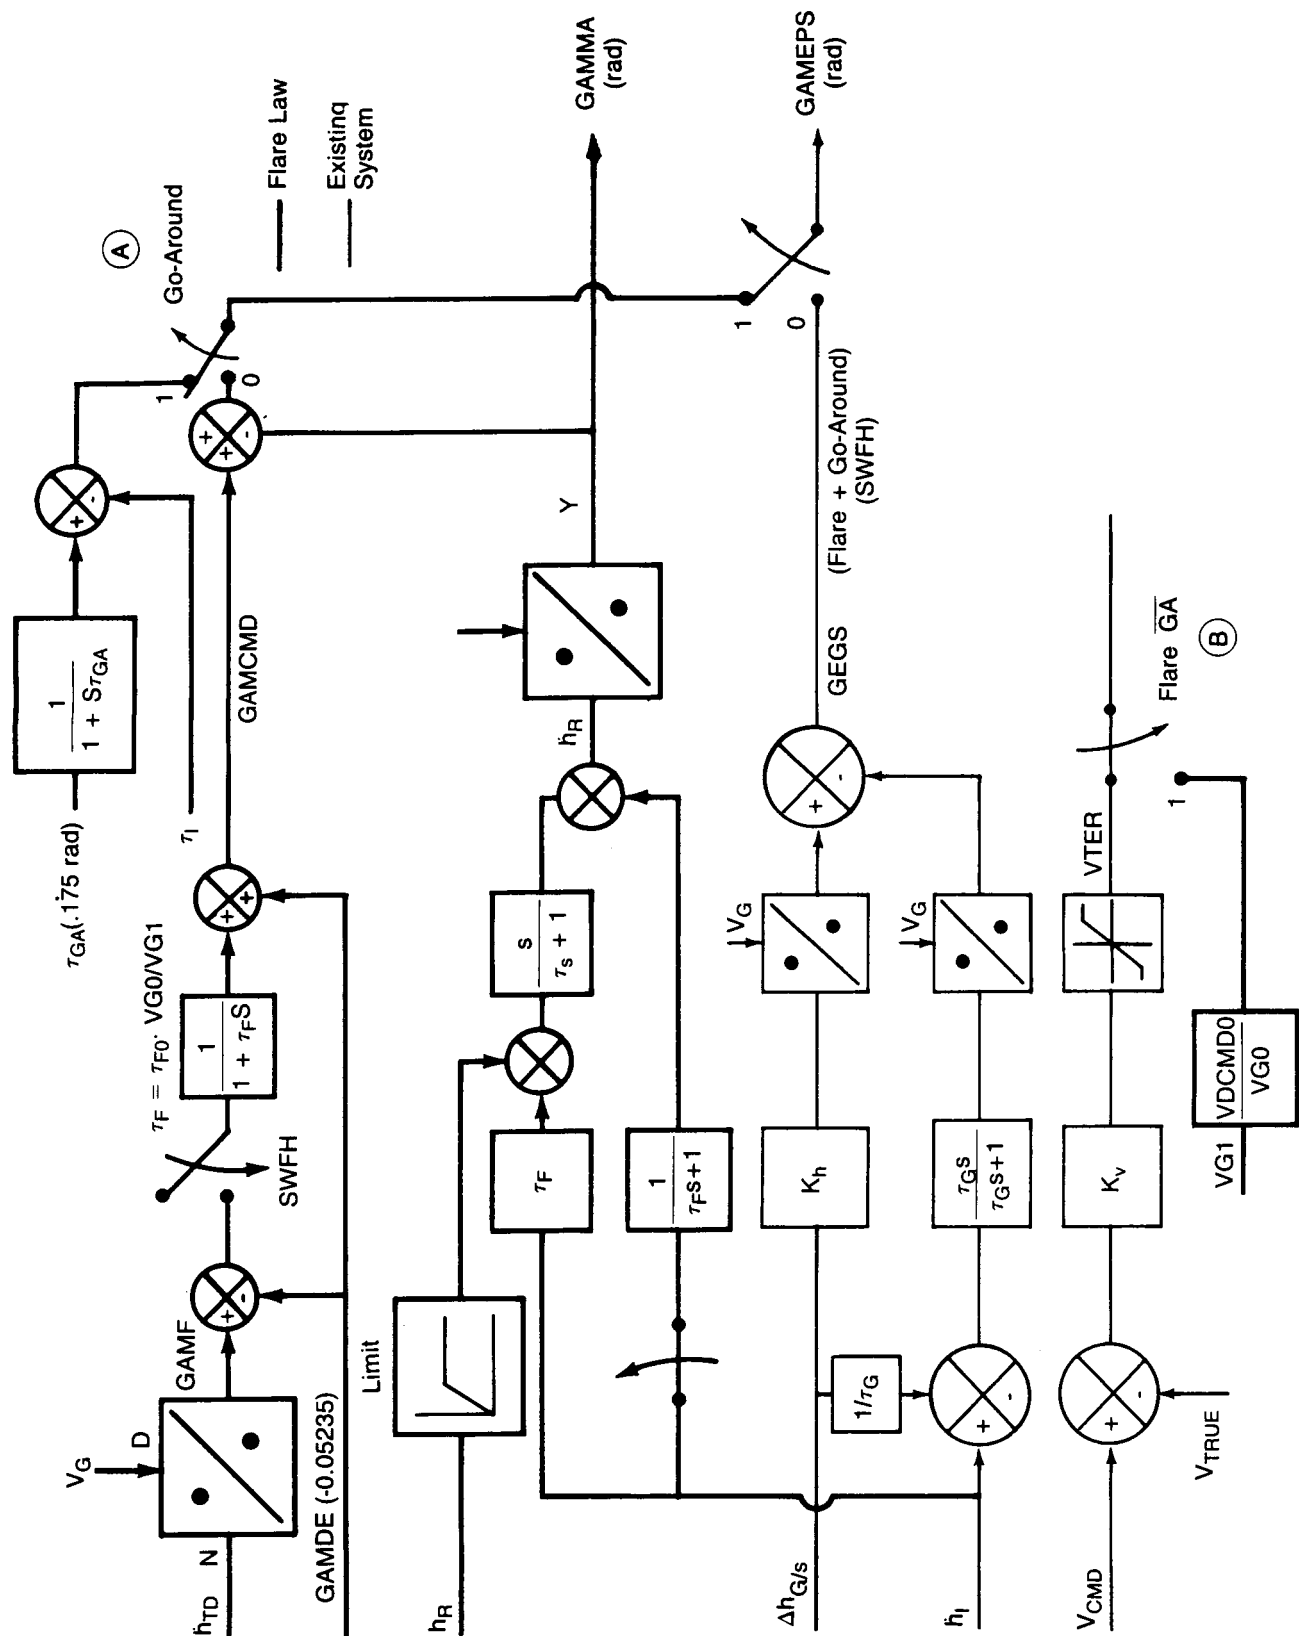 A
Go-Around
Flare Law
Existing
System
τGA(.175 rad)
1
1 + SτGA
+
-
τI
1
0
ḣTD
N
VG
D
GAMF
+
-
SWFH
τF = τF0· VG0/VG1
1
1 + τFS
+
+
GAMCMD
+
+
-
GAMDE (-0.05235)
hR
Limit
τF
s
τs + 1
1
τFs+1
ḣR
Y
GAMMA
(rad)
1
0
GAMEPS
(rad)
ΔhG/s
1/τG
Kh
VG
+
-
GEGS
(Flare + Go-Around)
(SWFH)
ḣI
+
-
τGs
τGs+1
VG
VCMD
+
-
VTRUE
Kv
VTER
1
Flare GA
B
VG1
VDCMD0
VG0